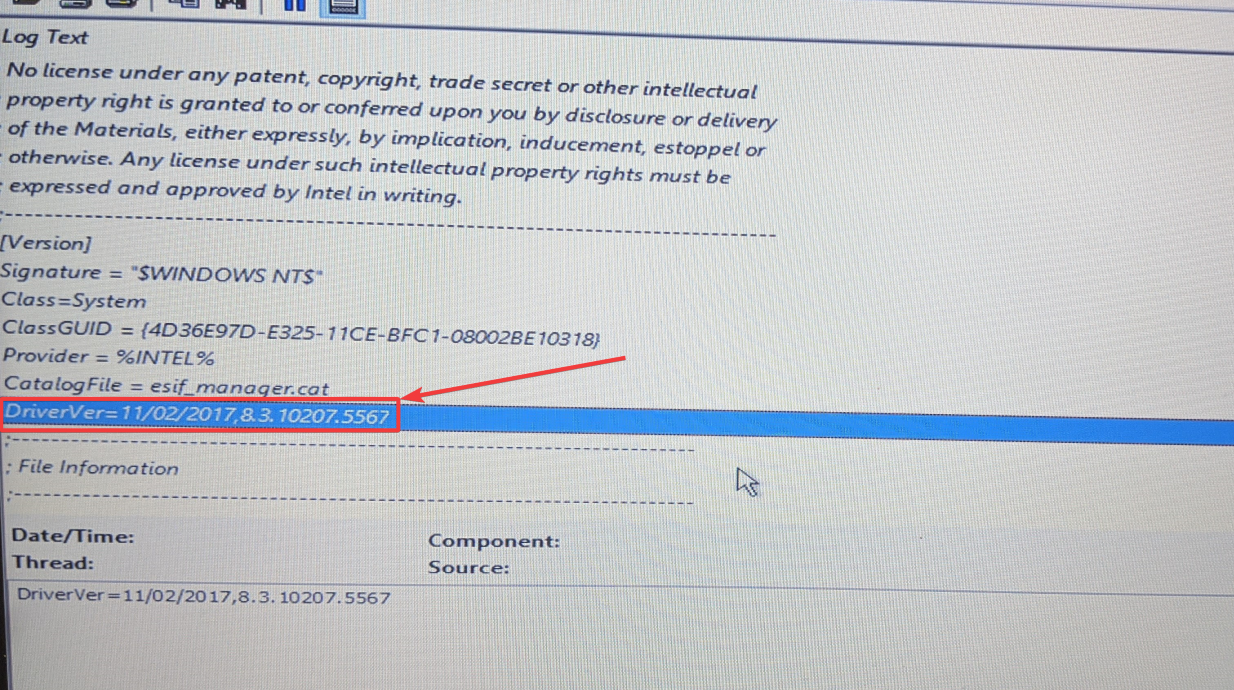 Log Text
No license under any patent, copyright, trade secret or other intellectual
property right is granted to or conferred upon you by disclosure or delivery
of the Materials, either expressly, by implication, inducement, estoppel or
otherwise. Any license under such intellectual property rights must be
expressed and approved by Intel in writing.
;--------------------------------------------------------------------------------
[Version]
Signature = "$WINDOWS NT$"
Class=System
ClassGUID = {4D36E97D-E325-11CE-BFC1-08002BE10318}
Provider = %INTEL%
CatalogFile = esif_manager.cat
DriverVer=11/02/2017,8.3.10207.5567
;----------------------------------------------------------------------
; File Information
;----------------------------------------------------------------------
Date/Time:
Component:
Thread:
Source:
DriverVer=11/02/2017,8.3.10207.5567